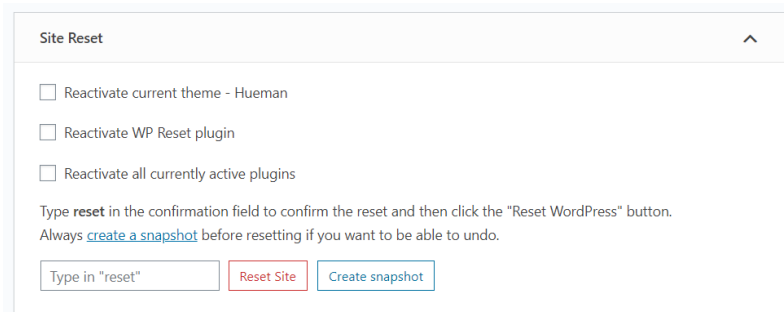 Site Reset
Reactivate current theme - Hueman
Reactivate WP Reset plugin
Reactivate all currently active plugins
Type reset in the confirmation field to confirm the reset and then click the "Reset WordPress" button.
Always create a snapshot before resetting if you want to be able to undo.
Type in "reset" Reset Site Create snapshot